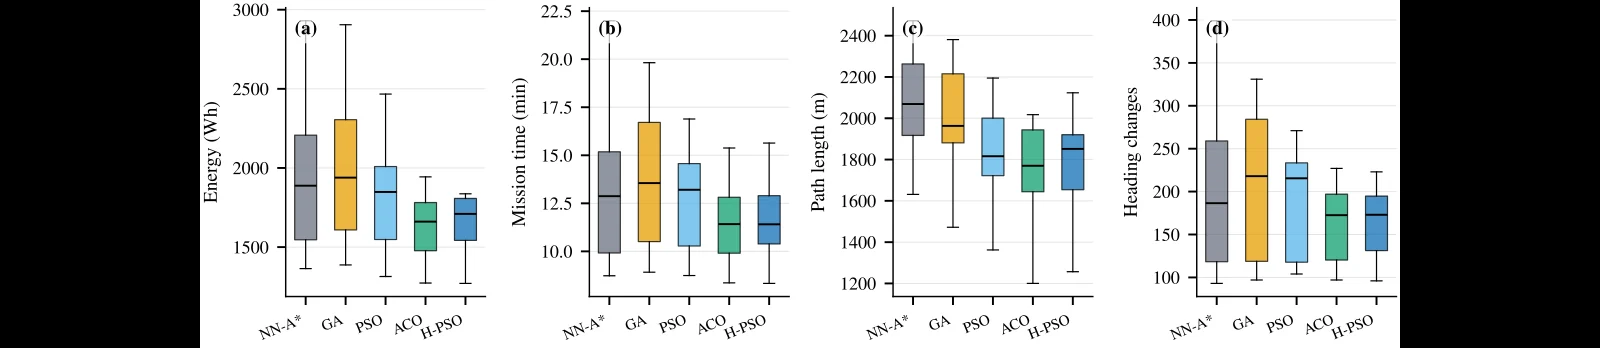 (a)
Energy (Wh)
3000
2500
2000
1500
NN-A*
GA
PSO
ACO
H-PSO
(b)
Mission time (min)
22.5
20.0
17.5
15.0
12.5
10.0
NN-A*
GA
PSO
ACO
H-PSO
(c)
Path length (m)
2400
2200
2000
1800
1600
1400
1200
NN-A*
GA
PSO
ACO
H-PSO
(d)
Heading changes
400
350
300
250
200
150
100
NN-A*
GA
PSO
ACO
H-PSO